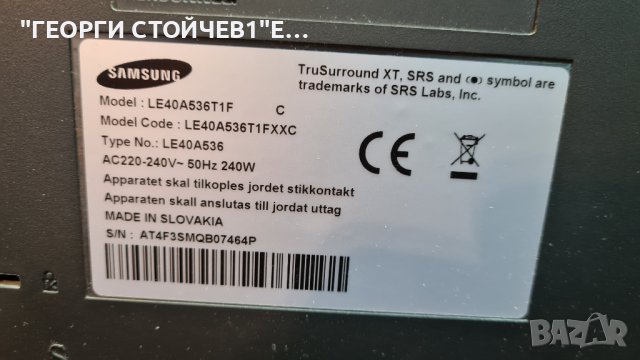 "ГЕОРГИ СТОЙЧЕВ1"Е...
SAMSUNG
TruSurround XT, SRS and (●) symbol are
trademarks of SRS Labs, Inc.
Model : LE40A536T1F C
Model Code : LE40A536T1FXXC
Type No.: LE40A536
AC220-240V~ 50Hz 240W
Apparatet skal tilkoples jordet stikkontakt
Apparaten skall anslutas till jordat uttag
MADE IN SLOVAKIA
S/N : AT4F3SMQB07464P
CE
BAZAR